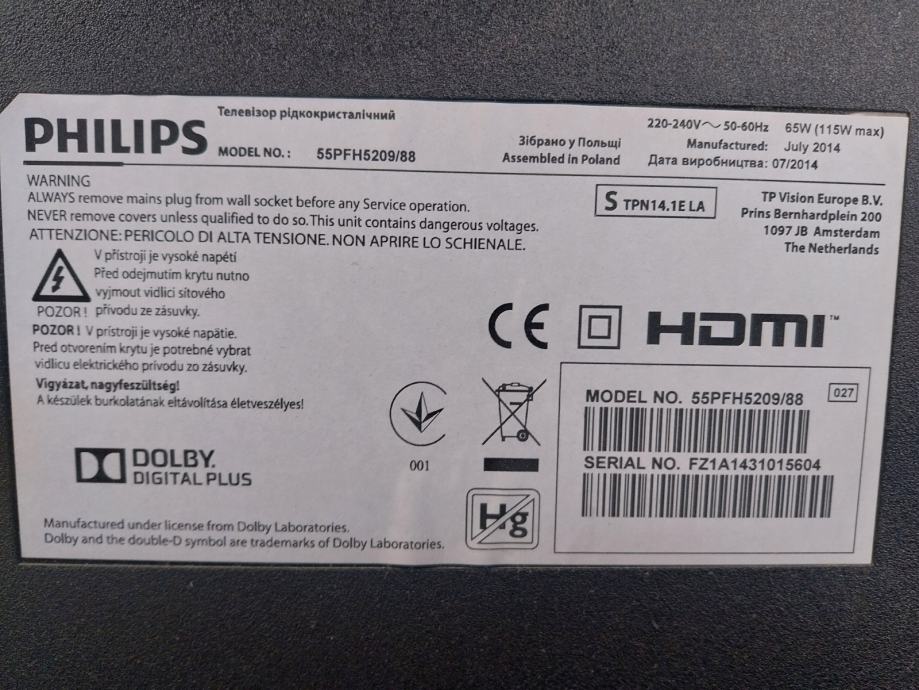 PHILIPS
Телевізор рідкокристалічний
MODEL NO.: 55PFH5209/88
Зібрано у Польщі
Assembled in Poland
220-240V～ 50-60Hz 65W (115W max)
Manufactured: July 2014
Дата виробництва: 07/2014
WARNING
ALWAYS remove mains plug from wall socket before any Service operation.
NEVER remove covers unless qualified to do so. This unit contains dangerous voltages.
ATTENZIONE: PERICOLO DI ALTA TENSIONE. NON APRIRE LO SCHIENALE.
S TPN14.1E LA
TP Vision Europe B.V.
Prins Bernhardplein 200
1097 JB Amsterdam
The Netherlands
V přístroji je vysoké napětí
Před odejmutím krytu nutno
vyjmout vidlici síťového
POZOR! přívodu ze zásuvky.
POZOR! V prístroji je vysoké napätie.
Pred otvorením krytu je potrebné vybrat
vidlicu elektrického prívodu zo zásuvky.
Vigyázat, nagyfeszültség!
A készülek burkolatának eltávolítása életveszélyes!
CE
HDMI™
001
Hg
DOLBY.
DIGITAL PLUS
Manufactured under license from Dolby Laboratories.
Dolby and the double-D symbol are trademarks of Dolby Laboratories.
MODEL NO. 55PFH5209/88
027
SERIAL NO. FZ1A1431015604